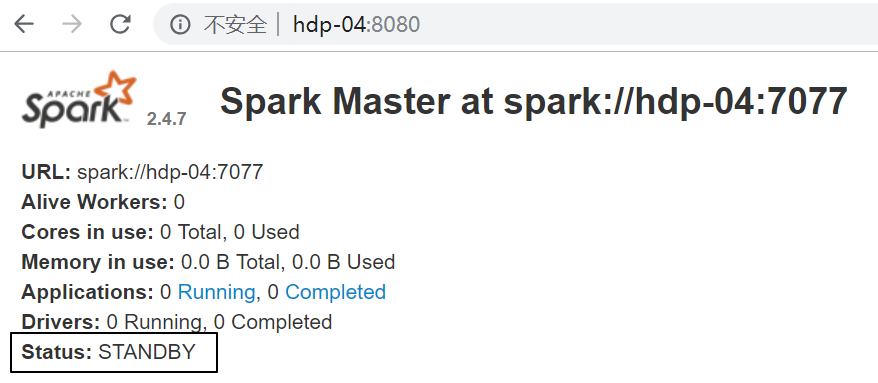 不安全 hdp-04:8080
APACHE
Spark 2.4.7 Spark Master at spark://hdp-04:7077
URL: spark://hdp-04:7077
Alive Workers: 0
Cores in use: 0 Total, 0 Used
Memory in use: 0.0 B Total, 0.0 B Used
Applications: 0 Running, 0 Completed
Drivers: 0 Running, 0 Completed
Status: STANDBY